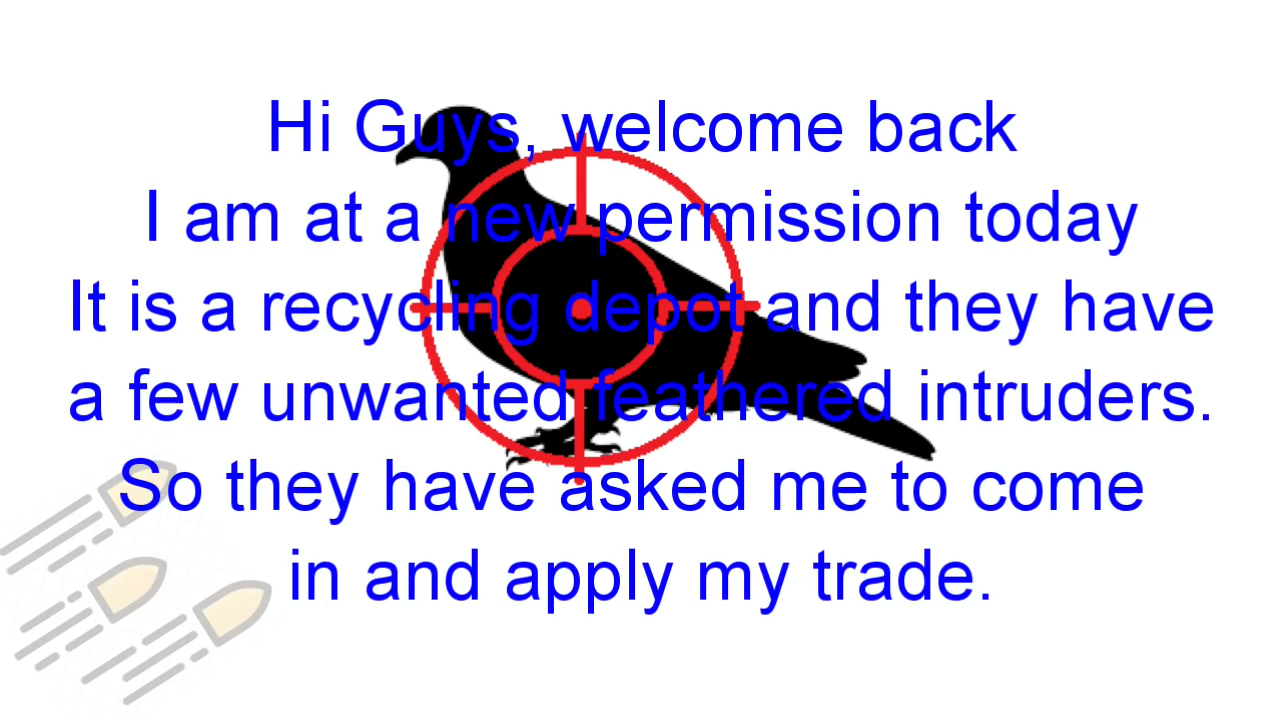 Hi Guys, welcome back
I am at a new permission today
It is a recycling depot and they have
a few unwanted feathered intruders.
So they have asked me to come
in and apply my trade.